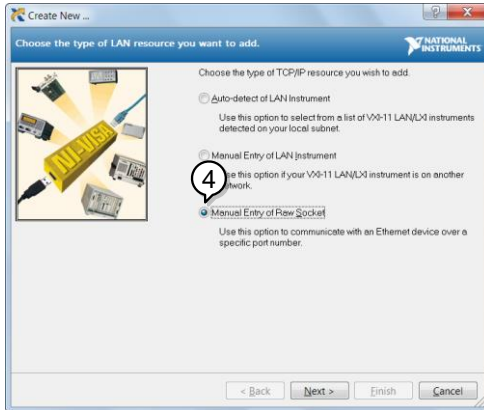 Create New ...
Choose the type of LAN resource you want to add.
NATIONAL
INSTRUMENTS
Choose the type of TCP/IP resource you wish to add.
Auto-detect of LAN Instrument
Use this option to select from a list of VXI-11 LAN/LXI instruments
detected on your local subnet.
Manual Entry of LAN Instrument
this option if your VXI-11 LAN/LXI instrument is on another
4
Manual Entry of Raw Socket
Use this option to communicate with an Ethernet device over a
specific port number.
NI-VISA
< Back
Next >
Finish
Cancel